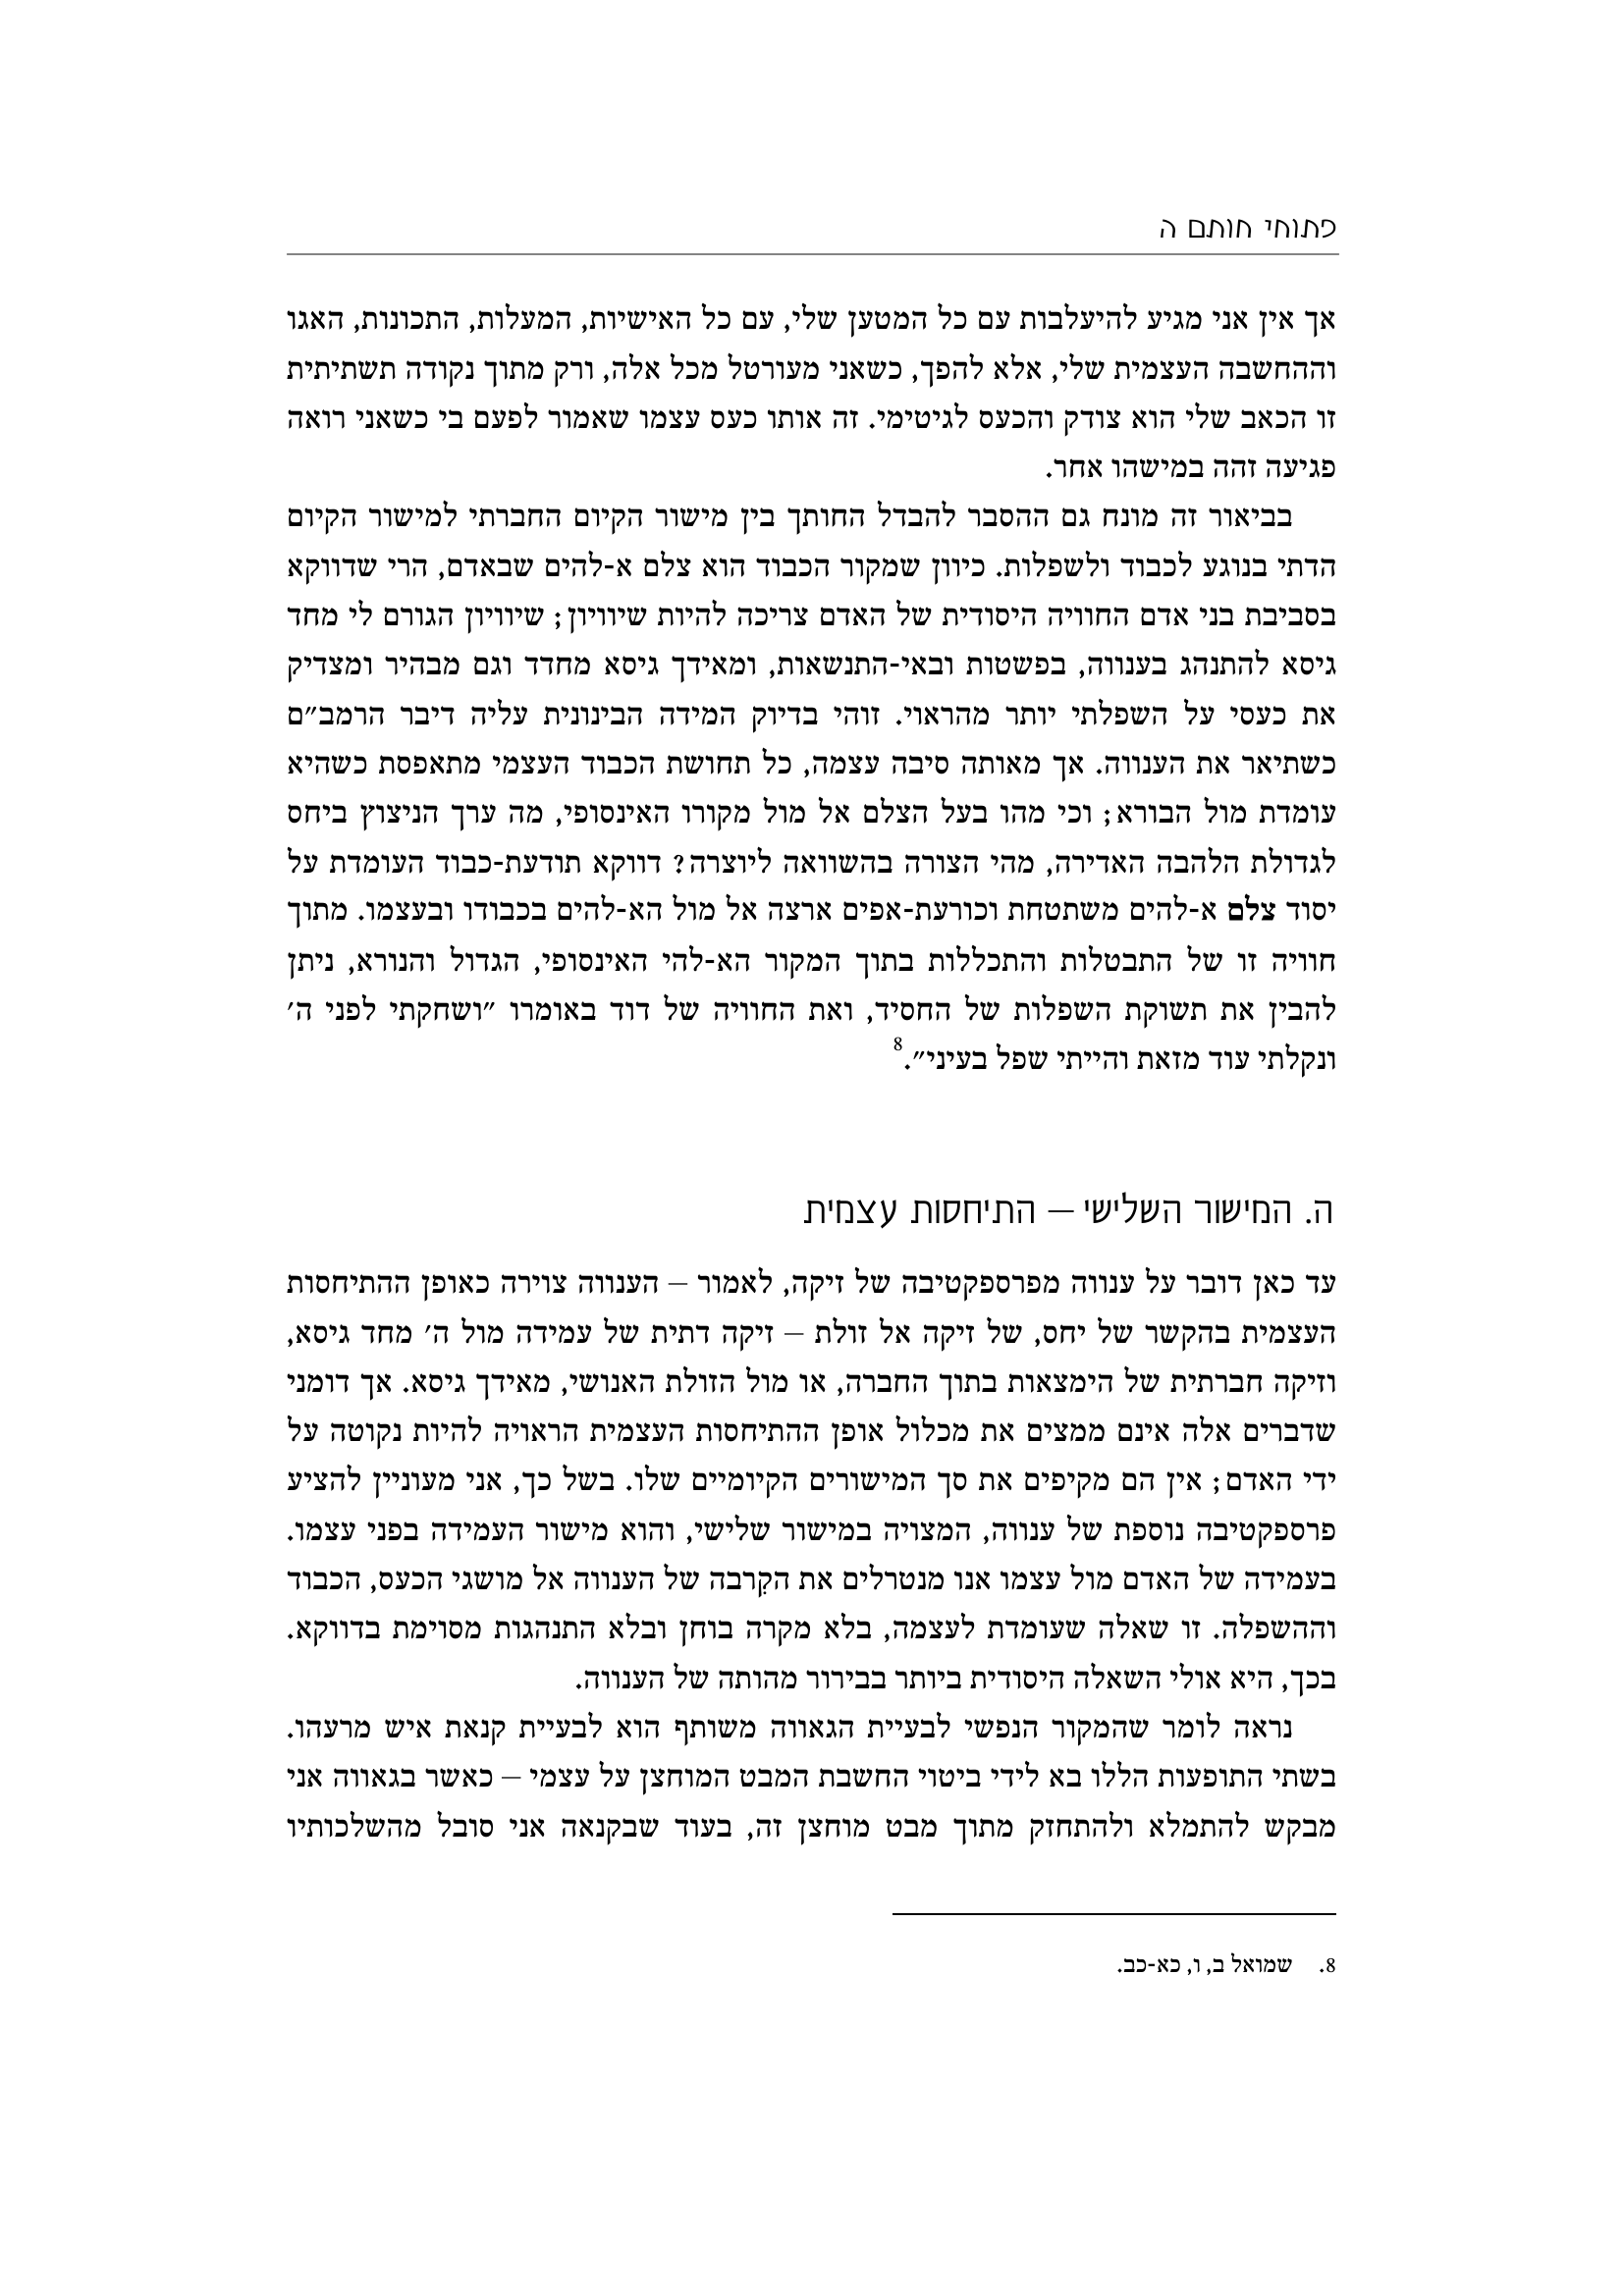 פתוחי חותם ה
אך אין אני מגיע להיעלבות עם כל המטען שלי, עם כל האישיות, המעלות, התכונות, האגו
וההחשבה העצמית שלי, אלא להפך, כשאני מעורטל מכל אלה, ורק מתוך נקודה תשתיתית
זו הכאב שלי הוא צודק והכעס לגיטימי. זה אותו כעס עצמו שאמור לפעם בי כשאני רואה
פגיעה זהה במישהו אחר.
בביאור זה מונח גם ההסבר להבדל החותך בין מישור הקיום החברתי למישור הקיום
הדתי בנוגע לכבוד ולשפלות. כיוון שמקור הכבוד הוא צלם א-להים שבאדם, הרי שדווקא
בסביבת בני אדם החוויה היסודית של האדם צריכה להיות שיוויון; שיוויון הגורם לי מחד
גיסא להתנהג בענווה, בפשטות ובאי-התנשאות, ומאידך גיסא מחדד וגם מבהיר ומצדיק
את כעסי על השפלתי יותר מהראוי. זוהי בדיוק המידה הבינונית עליה דיבר הרמב״ם
כשתיאר את הענווה. אך מאותה סיבה עצמה, כל תחושת הכבוד העצמי מתאפסת כשהיא
עומדת מול הבורא; וכי מהו בעל הצלם אל מול מקורו האינסופי, מה ערך הניצוץ ביחס
לגדולת הלהבה האדירה, מהי הצורה בהשוואה ליוצרה? דווקא תודעת-כבוד העומדת על
יסוד צלם א-להים משתטחת וכורעת-אפים ארצה אל מול הא-להים בכבודו ובעצמו. מתוך
חוויה זו של התבטלות והתכללות בתוך המקור הא-להי האינסופי, הגדול והנורא, ניתן
להבין את תשוקת השפלות של החסיד, ואת החוויה של דוד באומרו ״ושחקתי לפני ה׳
ונקלתי עוד מזאת והייתי שפל בעיני״.8
ה. המישור השלישי – התיחסות עצמית
עד כאן דובר על ענווה מפרספקטיבה של זיקה, לאמור – הענווה צוירה כאופן ההתיחסות
העצמית בהקשר של יחס, של זיקה אל זולת – זיקה דתית של עמידה מול ה׳ מחד גיסא,
וזיקה חברתית של הימצאות בתוך החברה, או מול הזולת האנושי, מאידך גיסא. אך דומני
שדברים אלה אינם ממצים את מכלול אופן ההתיחסות העצמית הראויה להיות נקוטה על
ידי האדם; אין הם מקיפים את סך המישורים הקיומיים שלו. בשל כך, אני מעוניין להציע
פרספקטיבה נוספת של ענווה, המצויה במישור שלישי, והוא מישור העמידה בפני עצמו.
בעמידה של האדם מול עצמו אנו מנטרלים את הקִרבה של הענווה אל מושגי הכעס, הכבוד
וההשפלה. זו שאלה שעומדת לעצמה, בלא מקרה בוחן ובלא התנהגות מסוימת בדווקא.
בכך, היא אולי השאלה היסודית ביותר בבירור מהותה של הענווה.
נראה לומר שהמקור הנפשי לבעיית הגאווה משותף הוא לבעיית קנאת איש מרעהו.
בשתי התופעות הללו בא לידי ביטוי החשבת המבט המוחצן על עצמי – כאשר בגאווה אני
מבקש להתמלא ולהתחזק מתוך מבט מוחצן זה, בעוד שבקנאה אני סובל מהשלכותיו
8. שמואל ב, ו, כא-כב.